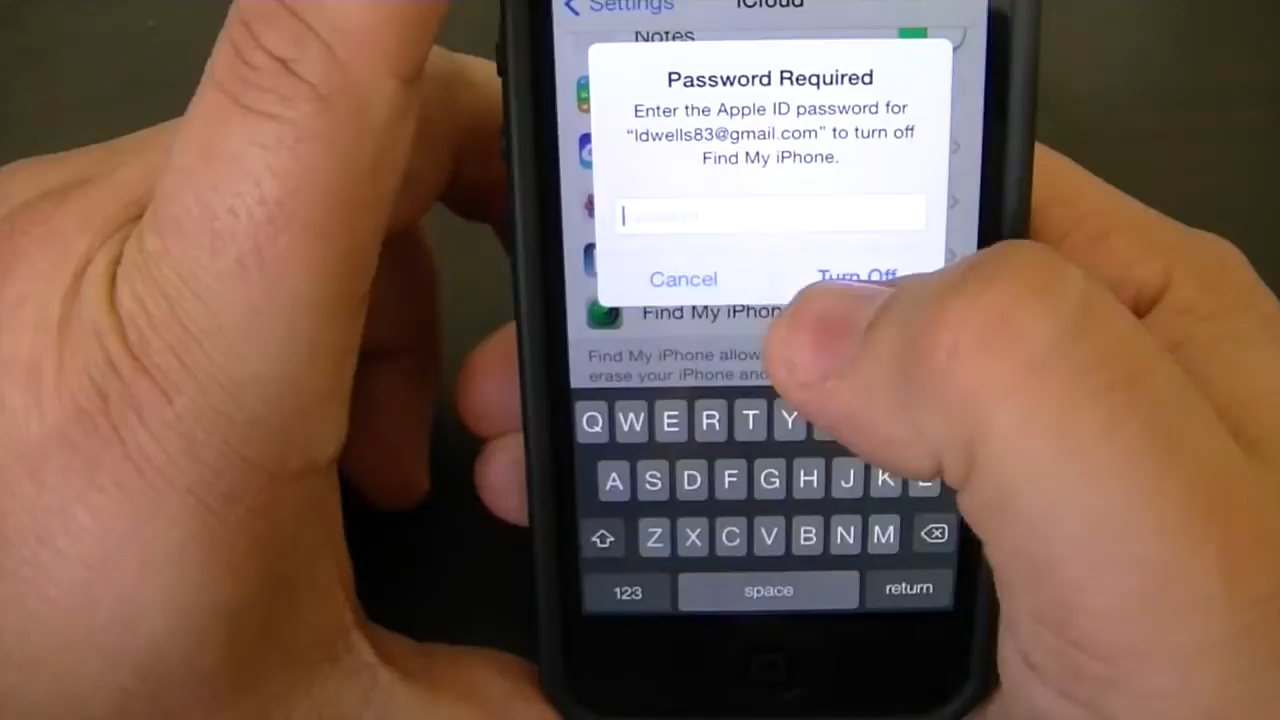 Settings
iCloud
Notes
Password Required
Enter the Apple ID password for
“ldwells83@gmail.com” to turn off
Find My iPhone.
Cancel Turn Off
Find My iPhon
Find My iPhone allow
erase your iPhone and
Q W E R T Y
A S D F G H J K L
Z X C V B N M
123 space return